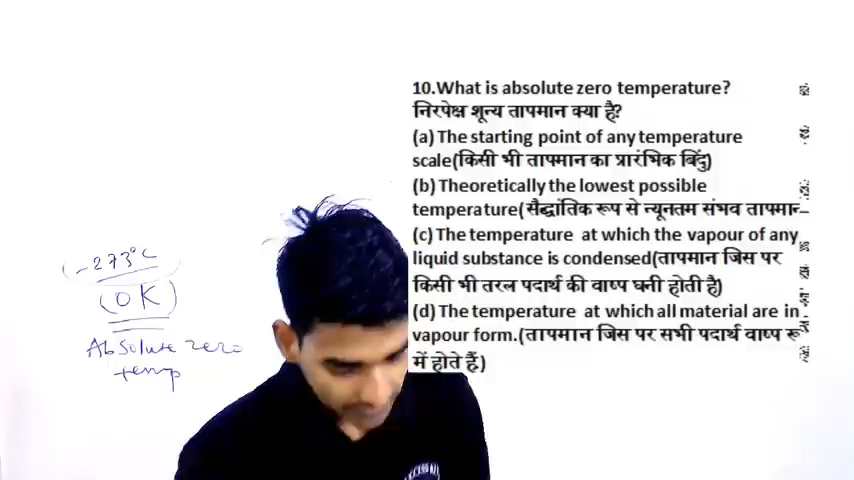 10.What is absolute zero temperature?
निरपेक्ष शून्य तापमान क्या है?
(a) The starting point of any temperature
scale(किसी भी तापमान का प्रारंभिक बिंदु)
(b) Theoretically the lowest possible
temperature(सैद्धांतिक रूप से न्यूनतम संभव तापमान
(c) The temperature at which the vapour of any
liquid substance is condensed(तापमान जिस पर
किसी भी तरल पदार्थ की वाष्प घनी होती है)
(d) The temperature at which all material are in
vapour form.(तापमान जिस पर सभी पदार्थ वाष्प रू
में होते हैं)
(-273°C
(0K)
Absolute zero
temp